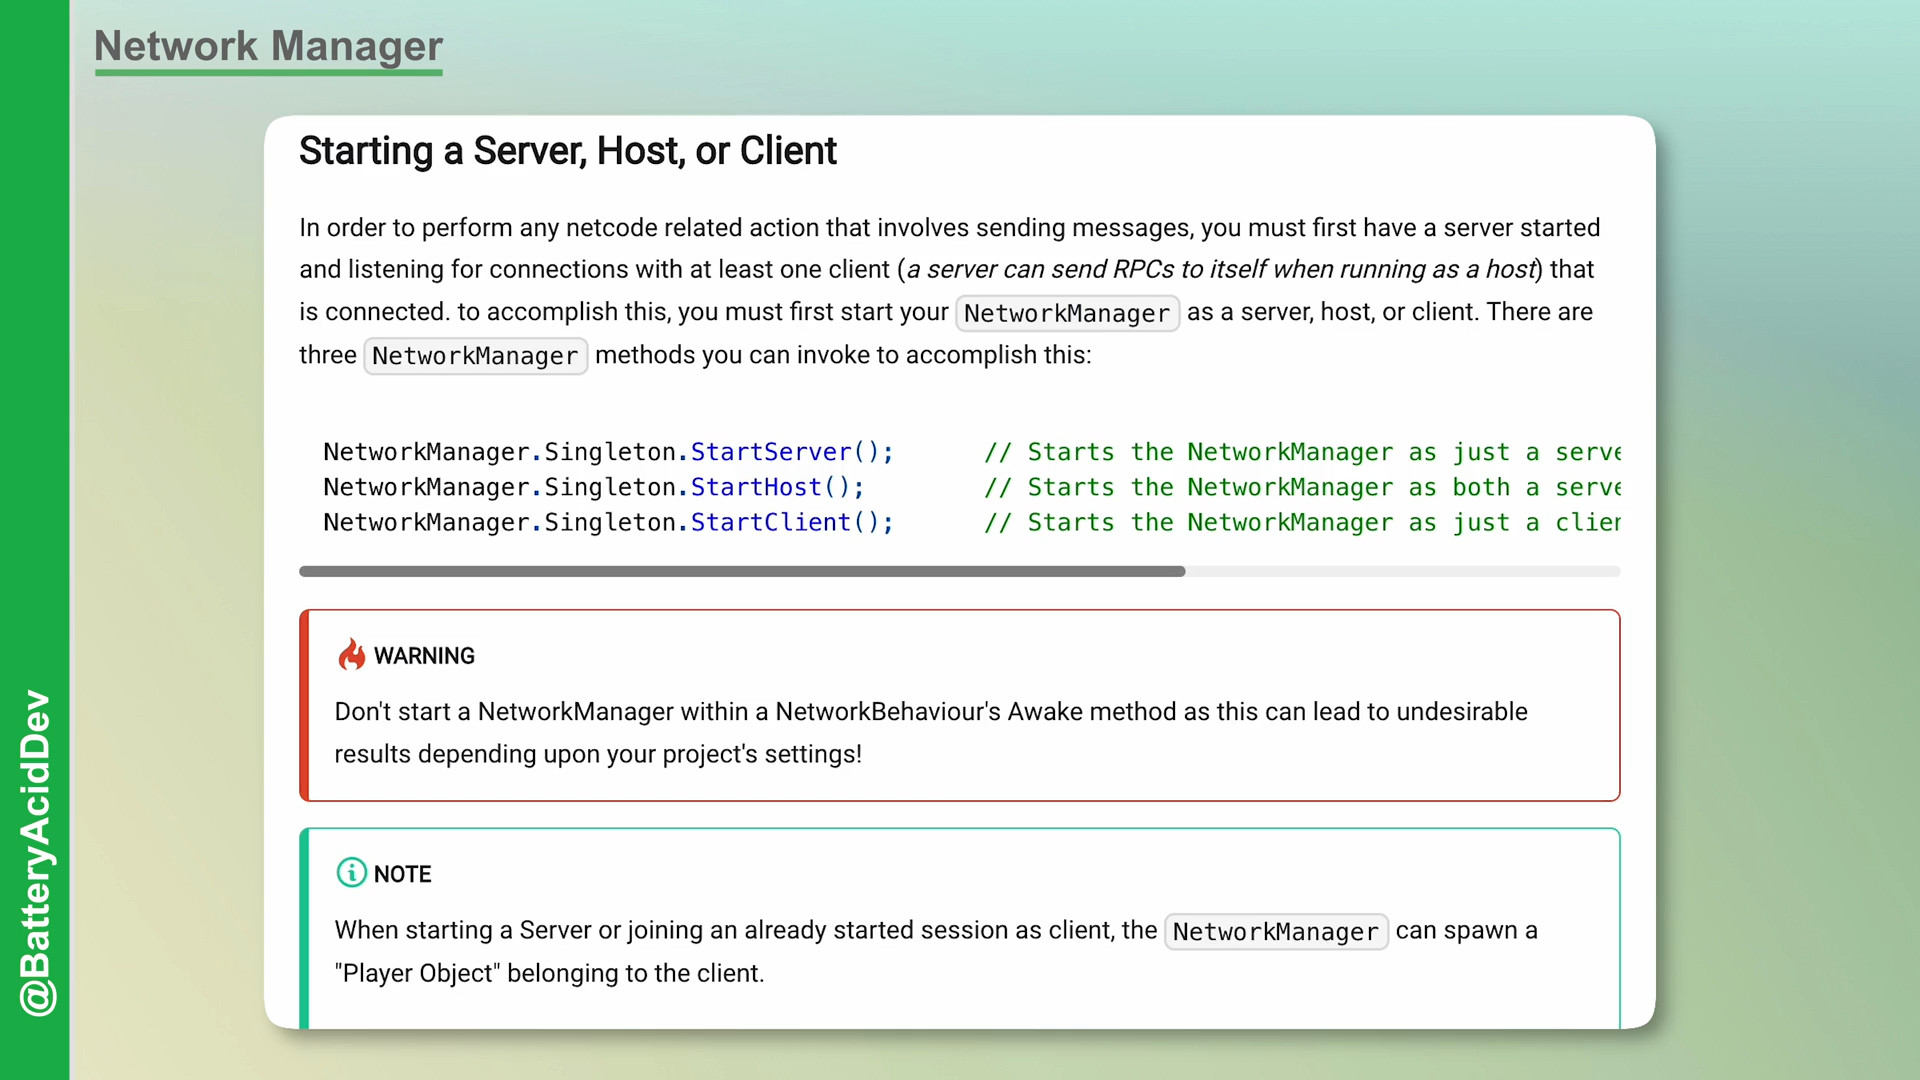 Network Manager
Starting a Server, Host, or Client
In order to perform any netcode related action that involves sending messages, you must first have a server started
and listening for connections with at least one client (a server can send RPCs to itself when running as a host) that
is connected. to accomplish this, you must first start your NetworkManager as a server, host, or client. There are
three NetworkManager methods you can invoke to accomplish this:
NetworkManager.Singleton.StartServer();      // Starts the NetworkManager as just a serve
NetworkManager.Singleton.StartHost();        // Starts the NetworkManager as both a serve
NetworkManager.Singleton.StartClient();      // Starts the NetworkManager as just a clien
WARNING
Don't start a NetworkManager within a NetworkBehaviour's Awake method as this can lead to undesirable
results depending upon your project's settings!
NOTE
When starting a Server or joining an already started session as client, the NetworkManager can spawn a
"Player Object" belonging to the client.
@BatteryAcidDev